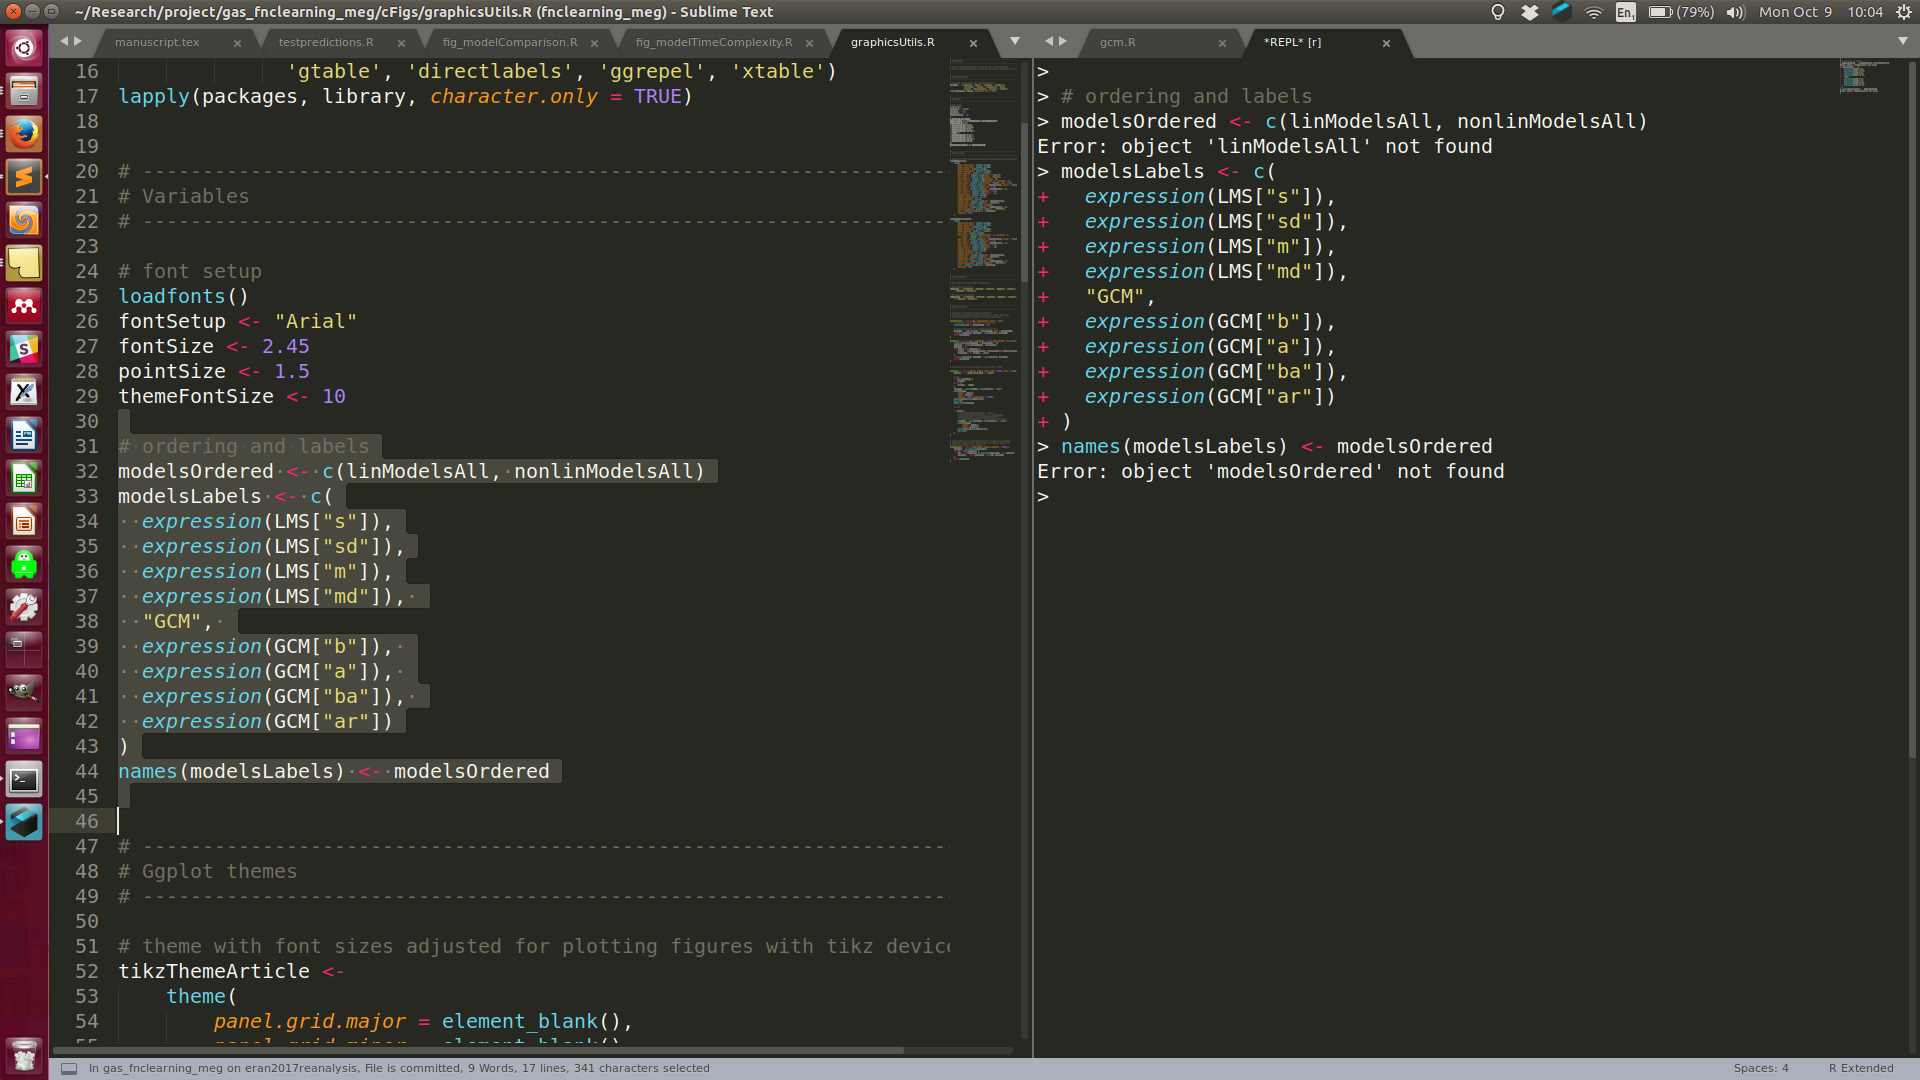 ~/Research/project/gas_fnclearning_meg/cFigs/graphicsUtils.R (fnclearning_meg) - Sublime Text
En₁ (79%) Mon Oct 9 10:04
manuscript.tex testpredictions.R fig_modelComparison.R fig_modelTimeComplexity.R graphicsUtils.R
gcm.R *REPL* [r]
16 'gtable', 'directlabels', 'ggrepel', 'xtable')
17 lapply(packages, library, character.only = TRUE)
18
19
20 # -------------------------------------------------------------------
21 # Variables
22 # -------------------------------------------------------------------
23
24 # font setup
25 loadfonts()
26 fontSetup <- "Arial"
27 fontSize <- 2.45
28 pointSize <- 1.5
29 themeFontSize <- 10
30
31 # ordering and labels
32 modelsOrdered <- c(linModelsAll, nonlinModelsAll)
33 modelsLabels <- c(
34 expression(LMS["s"]),
35 expression(LMS["sd"]),
36 expression(LMS["m"]),
37 expression(LMS["md"]),
38 "GCM",
39 expression(GCM["b"]),
40 expression(GCM["a"]),
41 expression(GCM["ba"]),
42 expression(GCM["ar"])
43 )
44 names(modelsLabels) <- modelsOrdered
45
46
47 # -------------------------------------------------------------------
48 # Ggplot themes
49 # -------------------------------------------------------------------
50
51 # theme with font sizes adjusted for plotting figures with tikz device
52 tikzThemeArticle <-
53 theme(
54 panel.grid.major = element_blank(),
55 panel.grid.minor = element_blank()
>
> # ordering and labels
> modelsOrdered <- c(linModelsAll, nonlinModelsAll)
Error: object 'linModelsAll' not found
> modelsLabels <- c(
+ expression(LMS["s"]),
+ expression(LMS["sd"]),
+ expression(LMS["m"]),
+ expression(LMS["md"]),
+ "GCM",
+ expression(GCM["b"]),
+ expression(GCM["a"]),
+ expression(GCM["ba"]),
+ expression(GCM["ar"])
+ )
> names(modelsLabels) <- modelsOrdered
Error: object 'modelsOrdered' not found
>
In gas_fnclearning_meg on eran2017reanalysis, File is committed, 9 Words, 17 lines, 341 characters selected
Spaces: 4 R Extended